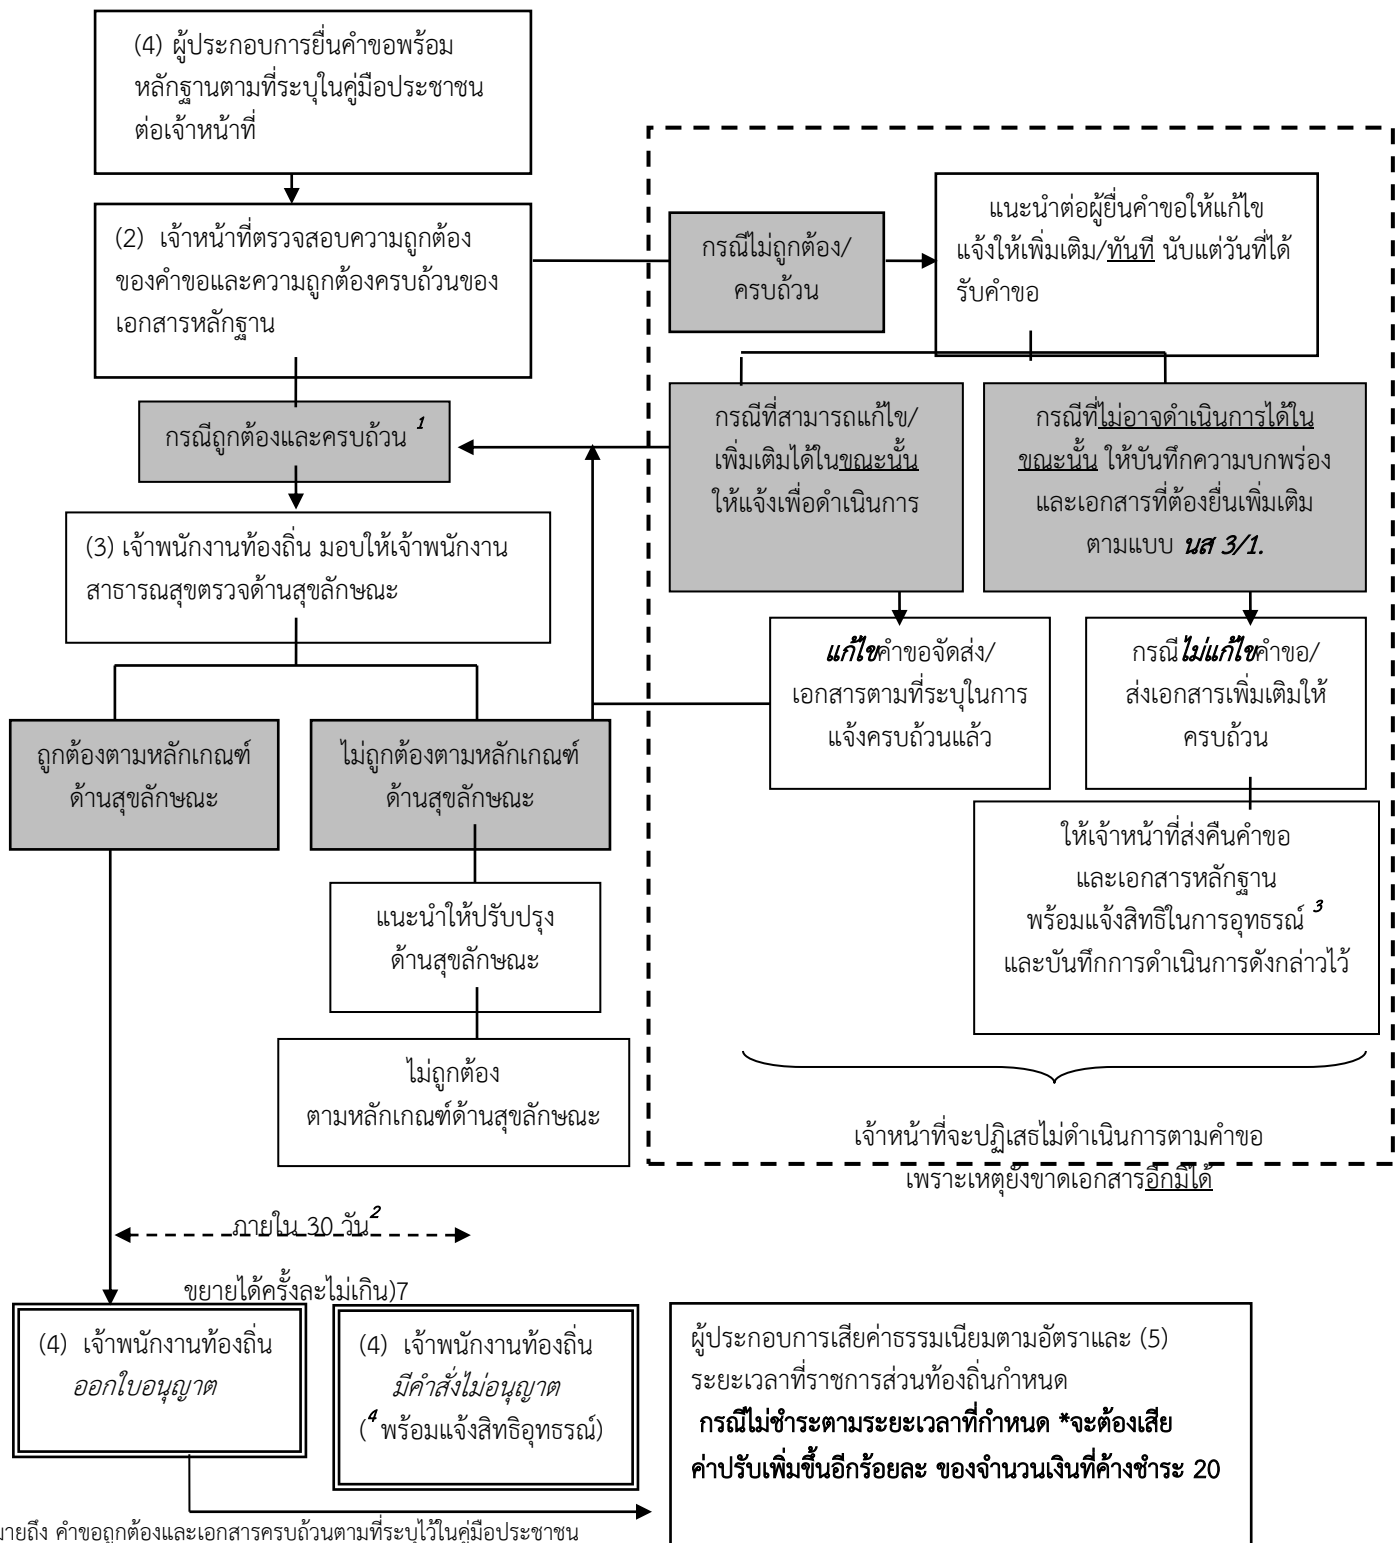 (4) ผู้ประกอบการยื่นคำขอพร้อม
หลักฐานตามที่ระบุในคู่มือประชาชน
ต่อเจ้าหน้าที่
(2) เจ้าหน้าที่ตรวจสอบความถูกต้อง
ของคำขอและความถูกต้องครบถ้วนของ
เอกสารหลักฐาน
กรณีไม่ถูกต้อง/
ครบถ้วน
แนะนำต่อผู้ยื่นคำขอให้แก้ไข
แจ้งให้เพิ่มเติม/ทันที นับแต่วันที่ได้
รับคำขอ
กรณีถูกต้องและครบถ้วน 1
กรณีที่สามารถแก้ไข/
เพิ่มเติมได้ในขณะนั้น
ให้แจ้งเพื่อดำเนินการ
กรณีที่ไม่อาจดำเนินการได้ใน
ขณะนั้น ให้บันทึกความบกพร่อง
และเอกสารที่ต้องยื่นเพิ่มเติม
ตามแบบ นส 3/1.
(3) เจ้าพนักงานท้องถิ่น มอบให้เจ้าพนักงาน
สาธารณสุขตรวจด้านสุขลักษณะ
แก้ไขคำขอจัดส่ง/
เอกสารตามที่ระบุในการ
แจ้งครบถ้วนแล้ว
กรณีไม่แก้ไขคำขอ/
ส่งเอกสารเพิ่มเติมให้
ครบถ้วน
ถูกต้องตามหลักเกณฑ์
ด้านสุขลักษณะ
ไม่ถูกต้องตามหลักเกณฑ์
ด้านสุขลักษณะ
ให้เจ้าหน้าที่ส่งคืนคำขอ
และเอกสารหลักฐาน
พร้อมแจ้งสิทธิในการอุทธรณ์ 3
และบันทึกการดำเนินการดังกล่าวไว้
แนะนำให้ปรับปรุง
ด้านสุขลักษณะ
ไม่ถูกต้อง
ตามหลักเกณฑ์ด้านสุขลักษณะ
เจ้าหน้าที่จะปฏิเสธไม่ดำเนินการตามคำขอ
เพราะเหตุยังขาดเอกสารอีกมิได้
ภายใน 30 วัน2
ขยายได้ครั้งละไม่เกิน)7
(4) เจ้าพนักงานท้องถิ่น
ออกใบอนุญาต
(4) เจ้าพนักงานท้องถิ่น
มีคำสั่งไม่อนุญาต
(4 พร้อมแจ้งสิทธิอุทธรณ์)
ผู้ประกอบการเสียค่าธรรมเนียมตามอัตราและ (5)
ระยะเวลาที่ราชการส่วนท้องถิ่นกำหนด
กรณีไม่ชำระตามระยะเวลาที่กำหนด *จะต้องเสีย
ค่าปรับเพิ่มขึ้นอีกร้อยละ ของจำนวนเงินที่ค้างชำระ 20
มายถึง คำขอถูกต้องและเอกสารครบถ้วนตามที่ระบุไว้ในคู่มือประชาชน